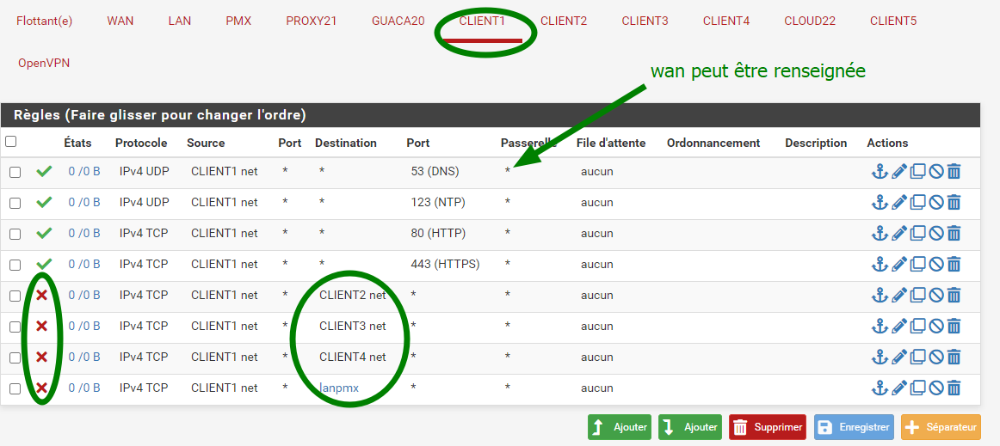 Flottant(e) WAN LAN PMX PROXY21 GUACA20 CLIENT1 CLIENT2 CLIENT3 CLIENT4 CLOUD22 CLIENT5
OpenVPN
wan peut être renseignée
Règles (Faire glisser pour changer l'ordre)
États Protocole Source Port Destination Port Passerelle File d'attente Ordonnancement Description Actions
0 /0 B IPv4 UDP CLIENT1 net * * 53 (DNS) * aucun
0 /0 B IPv4 UDP CLIENT1 net * * 123 (NTP) * aucun
0 /0 B IPv4 TCP CLIENT1 net * * 80 (HTTP) * aucun
0 /0 B IPv4 TCP CLIENT1 net * * 443 (HTTPS) * aucun
0 /0 B IPv4 TCP CLIENT1 net * CLIENT2 net * * aucun
0 /0 B IPv4 TCP CLIENT1 net * CLIENT3 net * * aucun
0 /0 B IPv4 TCP CLIENT1 net * CLIENT4 net * * aucun
0 /0 B IPv4 TCP CLIENT1 net * lanpmx * * aucun
Ajouter Ajouter Supprimer Enregistrer Séparateur